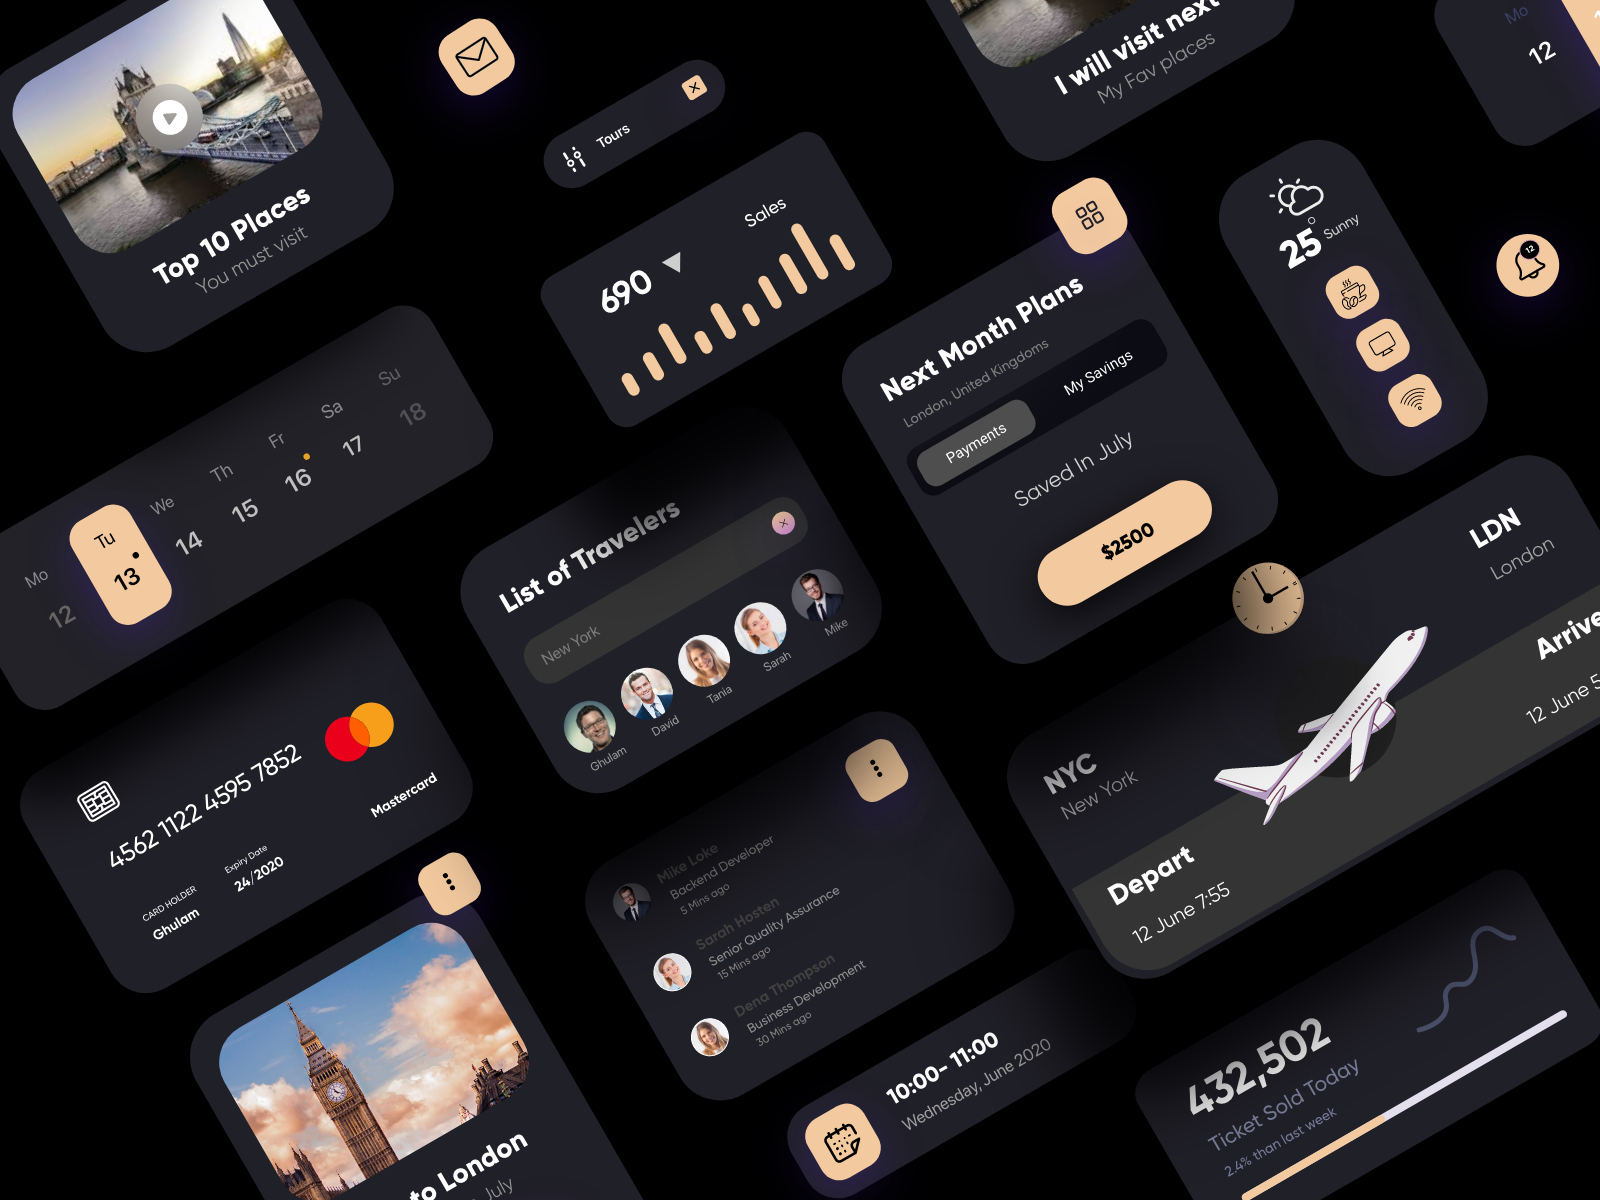 Top 10 Places
You must visit
Tours
I will visit next
My Fav places
Mo
12
690
Sales
Next Month Plans
London, United Kingdoms
Payments
My Savings
Saved In July
$2500
25°
Sunny
12
Mo
Tu
We
Th
Fr
Sa
Su
12
13
14
15
16
17
18
List of Travelers
New York
Ghulam
David
Tania
Sarah
Mike
4562 1122 4595 7852
CARD HOLDER
Ghulam
Expiry Date
24/2020
Mastercard
NYC
New York
LDN
London
Depart
12 June 7:55
Arrive
12 June 5
Mike Loke
Backend Developer
5 Mins ago
Sarah Hosten
Senior Quality Assurance
15 Mins ago
Dena Thompson
Business Development
30 Mins ago
10:00- 11:00
Wednesday, June 2020
432,502
Ticket Sold Today
2.4% than last week
to London
July